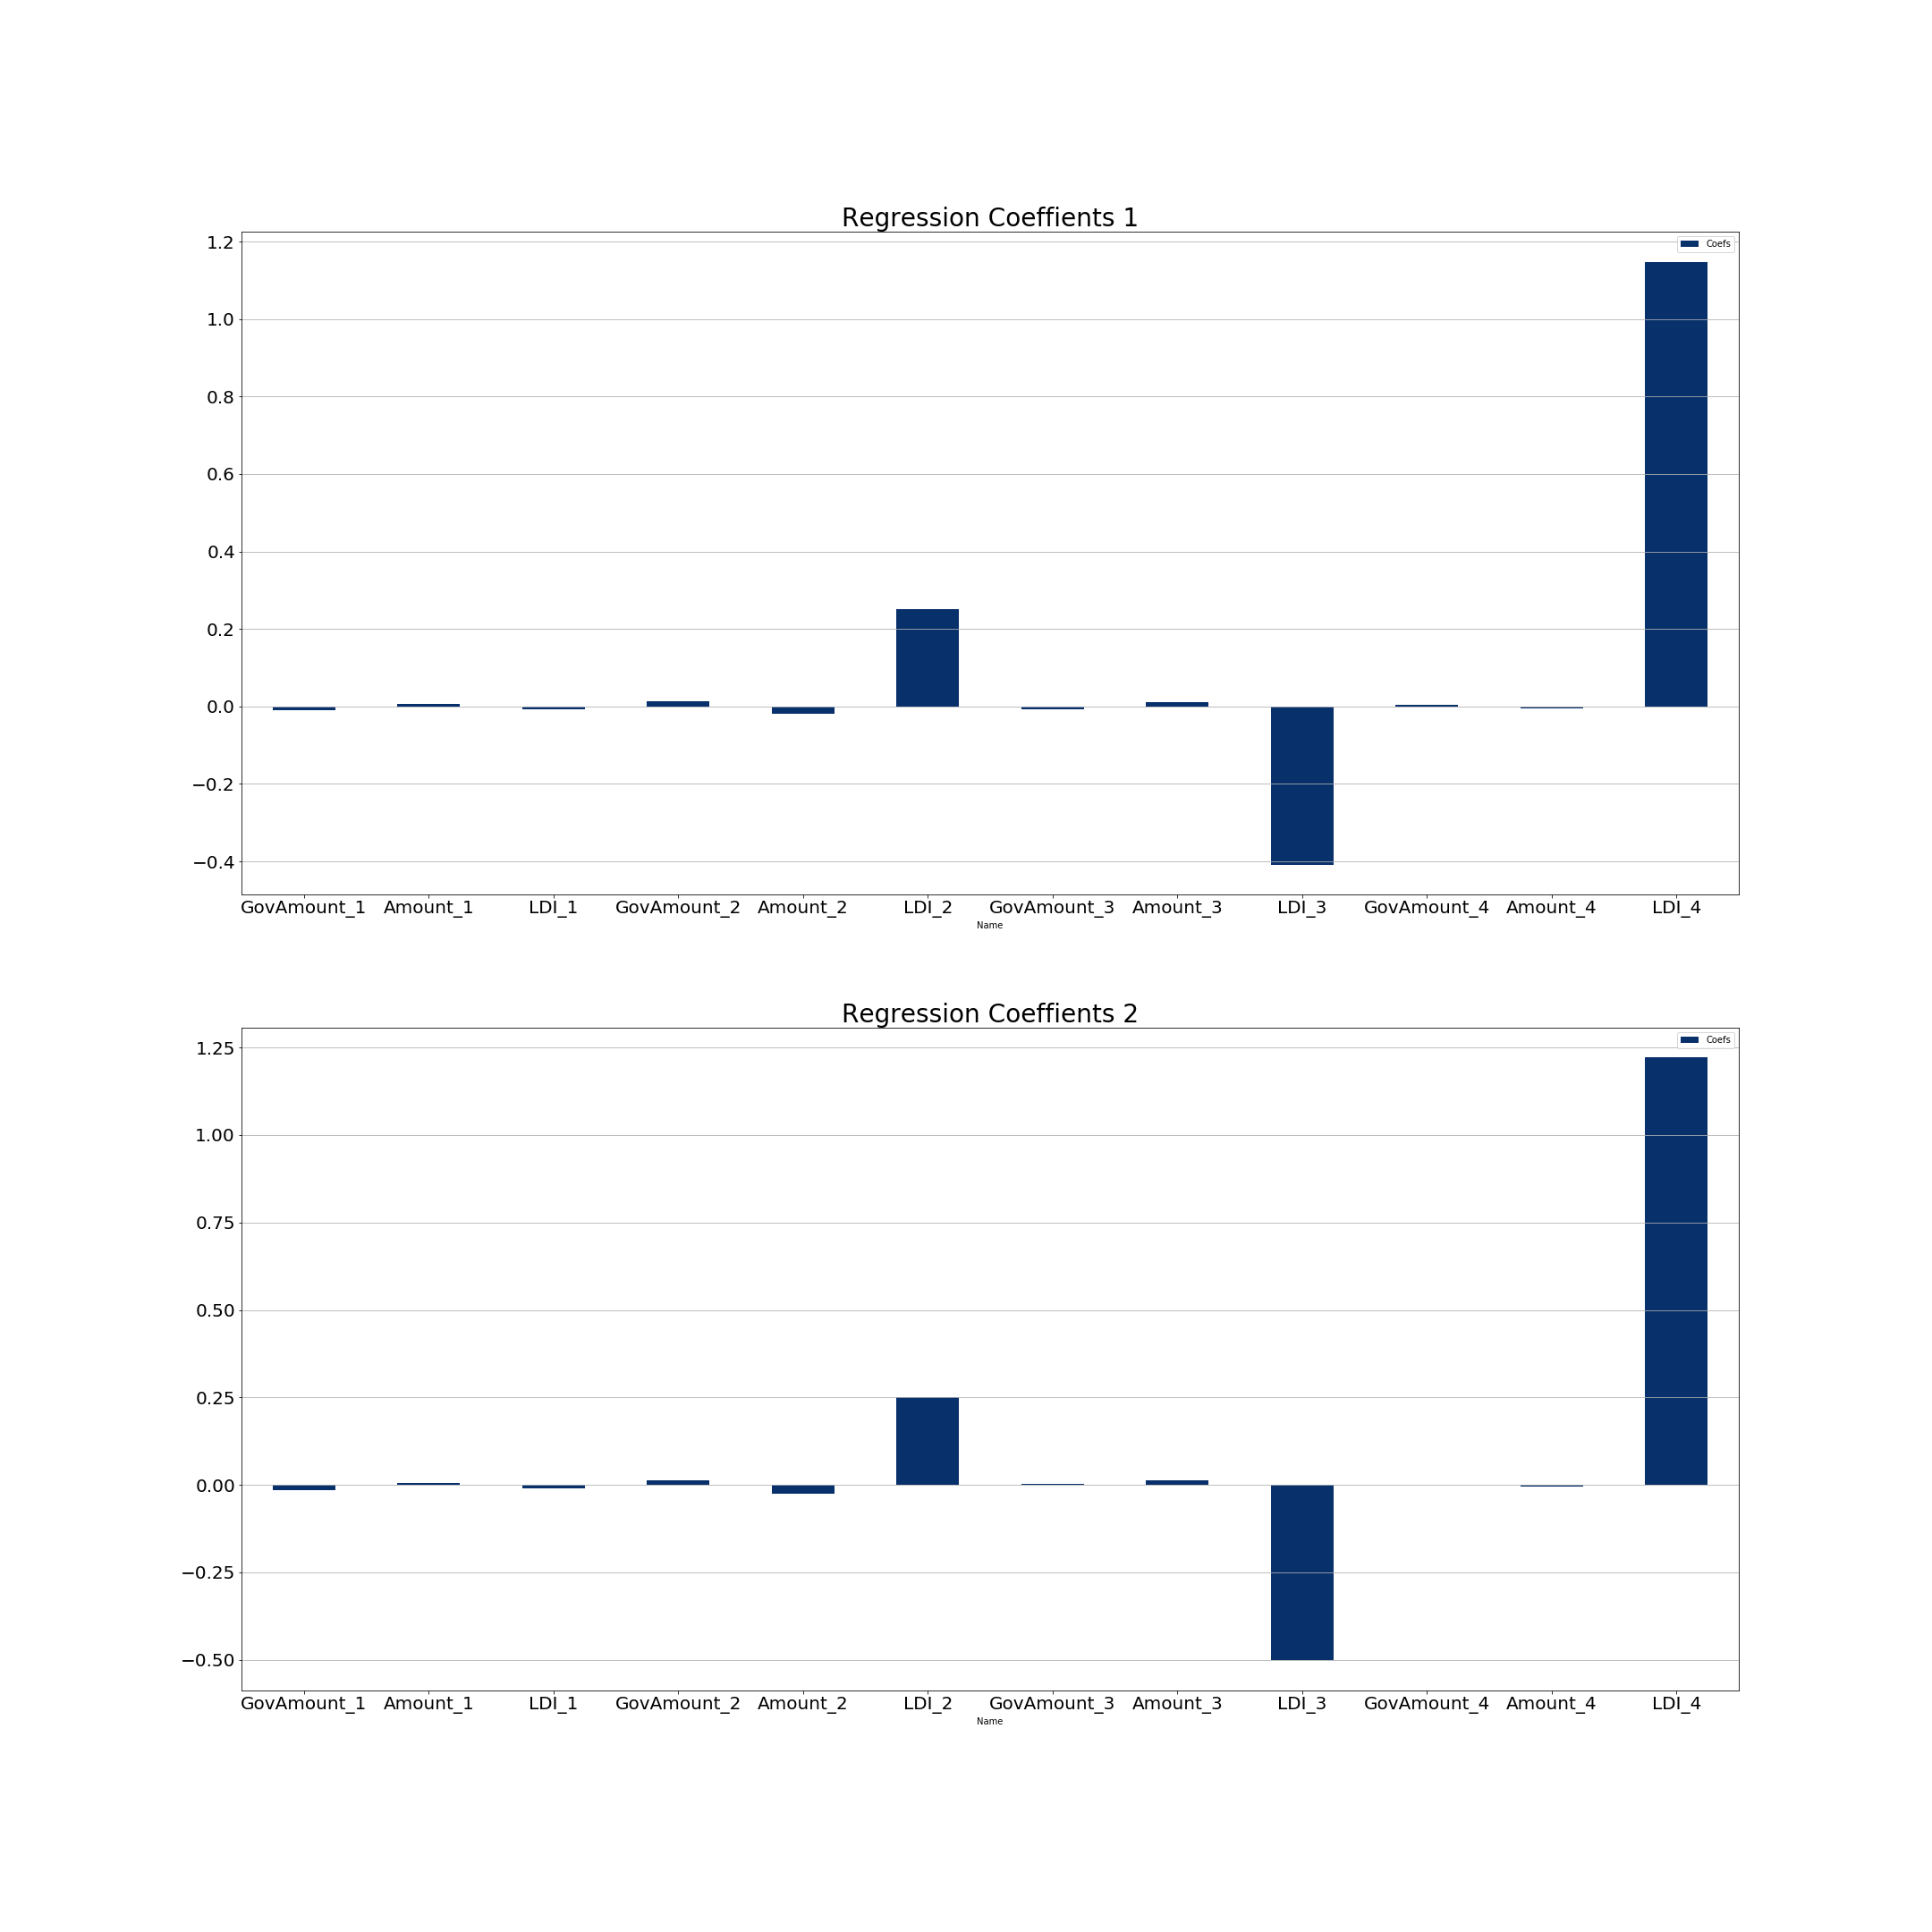 Regression Coeffients 1
1.2
Coefs
1.0
0.8
0.6
0.4
0.2
0.0
−0.2
−0.4
GovAmount_1 Amount_1 LDI_1 GovAmount_2 Amount_2 LDI_2 GovAmount_3 Amount_3 LDI_3 GovAmount_4 Amount_4 LDI_4
Name
Regression Coeffients 2
1.25
Coefs
1.00
0.75
0.50
0.25
0.00
−0.25
−0.50
GovAmount_1 Amount_1 LDI_1 GovAmount_2 Amount_2 LDI_2 GovAmount_3 Amount_3 LDI_3 GovAmount_4 Amount_4 LDI_4
Name